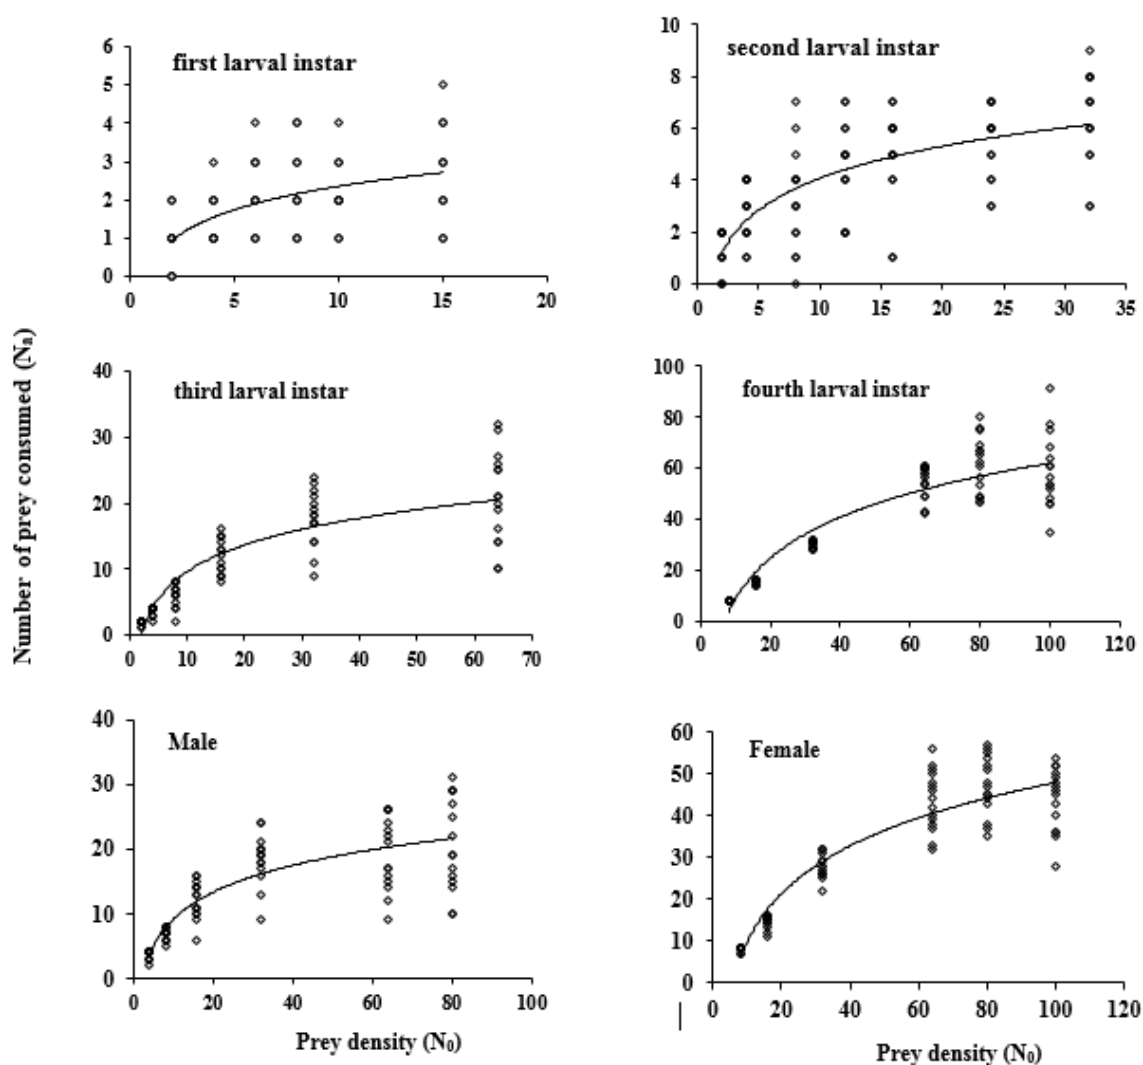 Number of prey consumed (Nₐ)
first larval instar
6
5
4
3
2
1
0
0 5 10 15 20
second larval instar
10
8
6
4
2
0
0 5 10 15 20 25 30 35
third larval instar
40
30
20
10
0
0 10 20 30 40 50 60 70
fourth larval instar
100
80
60
40
20
0
0 20 40 60 80 100 120
Male
40
30
20
10
0
0 20 40 60 80 100
Prey density (N₀)
Female
60
50
40
30
20
10
0
0 20 40 60 80 100 120
Prey density (N₀)